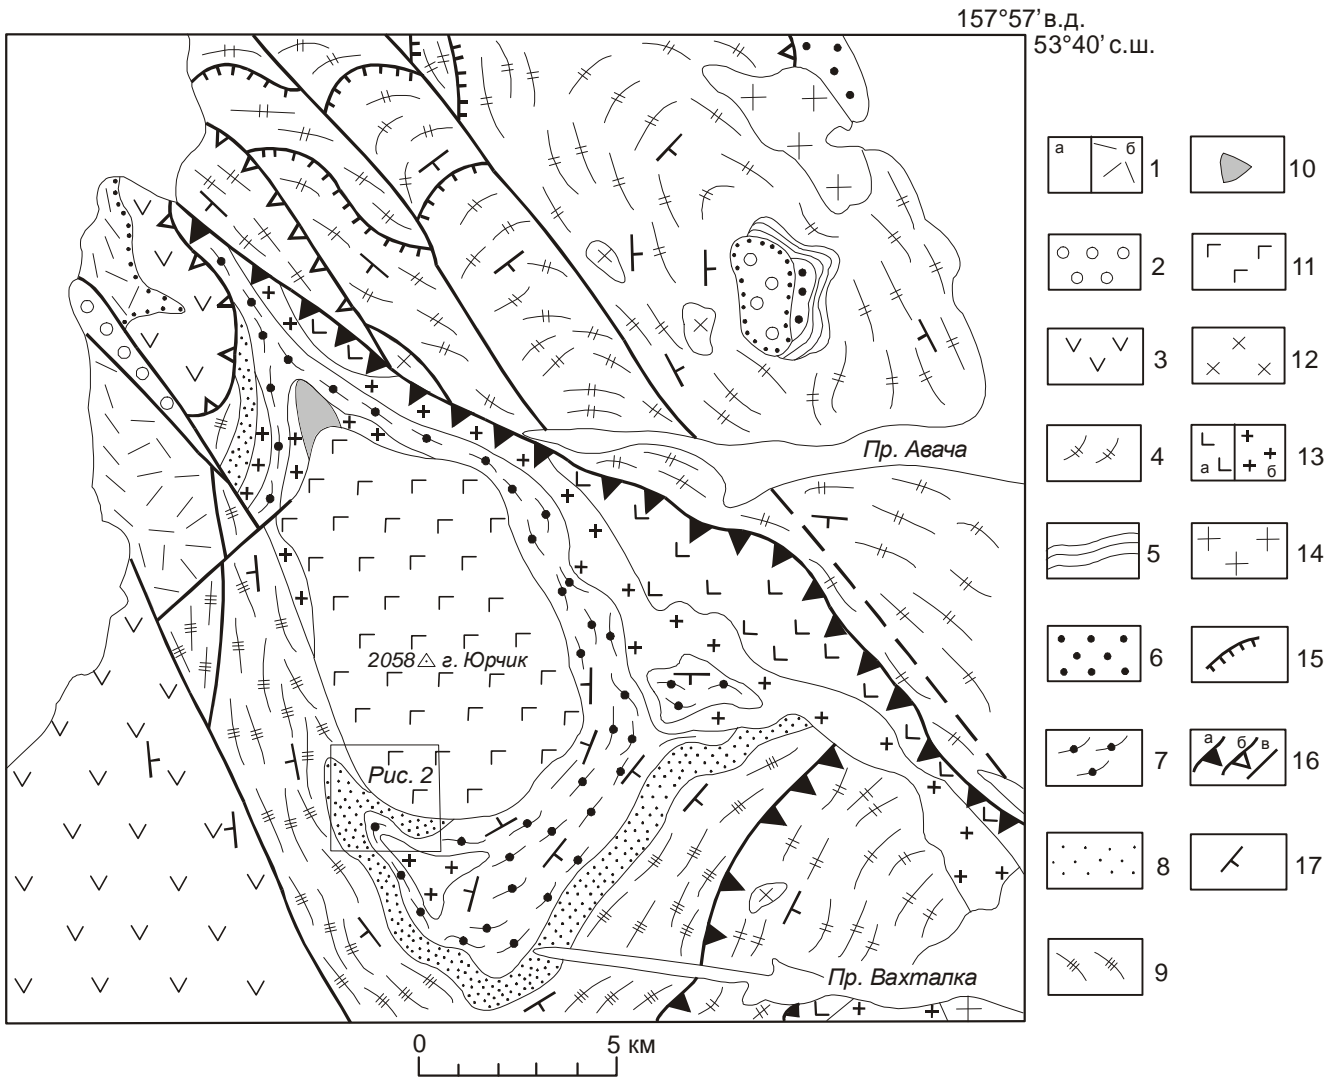 157°57' в.д.
53°40' с.ш.
а б 1
10
2
11
3
12
4
а б 13
5
14
6
15
7
а б в 16
8
17
9
Пр. Авача
2058 г. Юрчик
Рис. 2
Пр. Вахталка
0 5 км